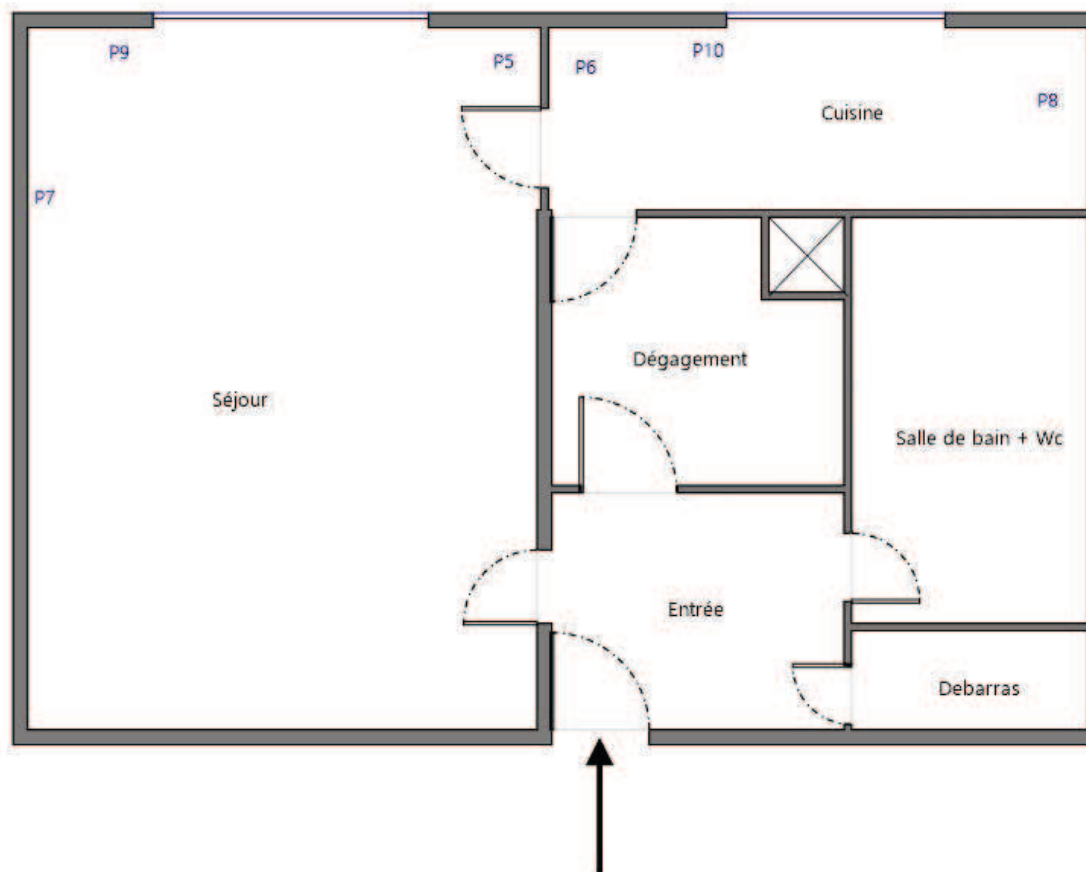 P9
P5
P6
P10
P8
Cuisine
P7
Dégagement
Séjour
Salle de bain + Wc
Entrée
Debarras